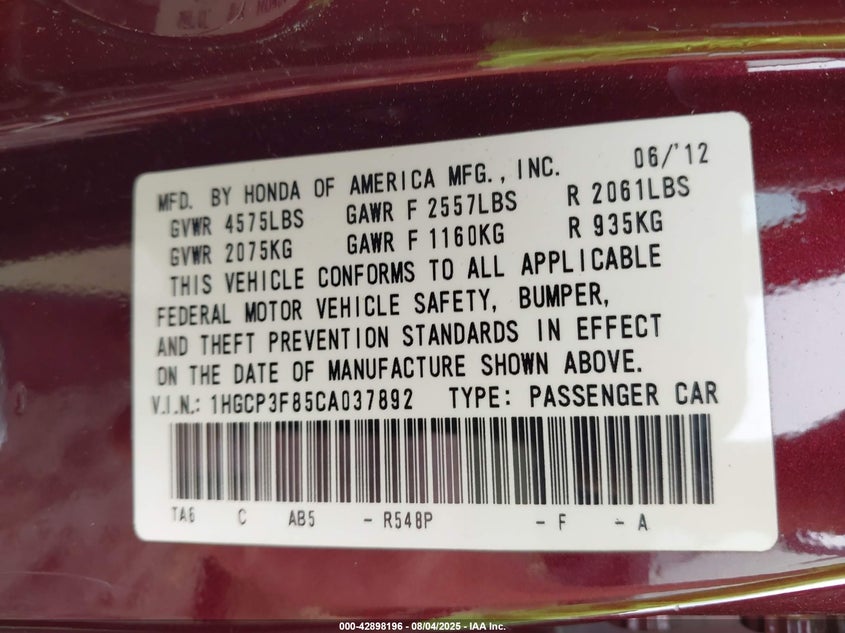 MFD. BY HONDA OF AMERICA MFG., INC. 06/'12
GVWR 4575LBS GAWR F 2557LBS R 2061LBS
GVWR 2075KG GAWR F 1160KG R 935KG
THIS VEHICLE CONFORMS TO ALL APPLICABLE
FEDERAL MOTOR VEHICLE SAFETY, BUMPER,
AND THEFT PREVENTION STANDARDS IN EFFECT
ON THE DATE OF MANUFACTURE SHOWN ABOVE.
V.I.N.: 1HGCP3F85CA037892 TYPE: PASSENGER CAR
TA6 C AB5 - R548P - F - A
000-42898196 - 08/04/2025 - IAA Inc.